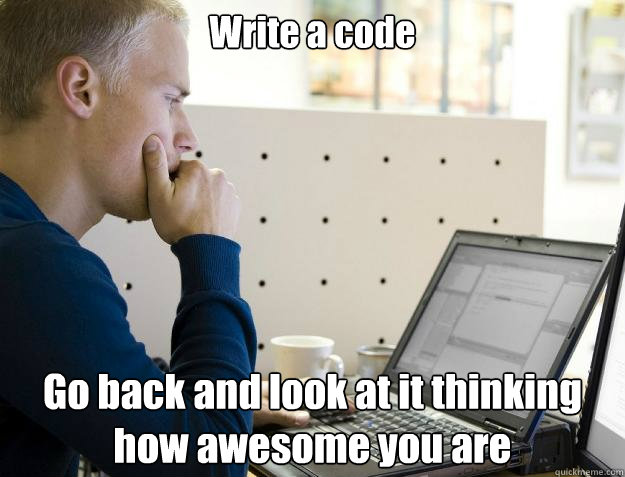 Write a code
Go back and look at it thinking
how awesome you are
quickmeme.com